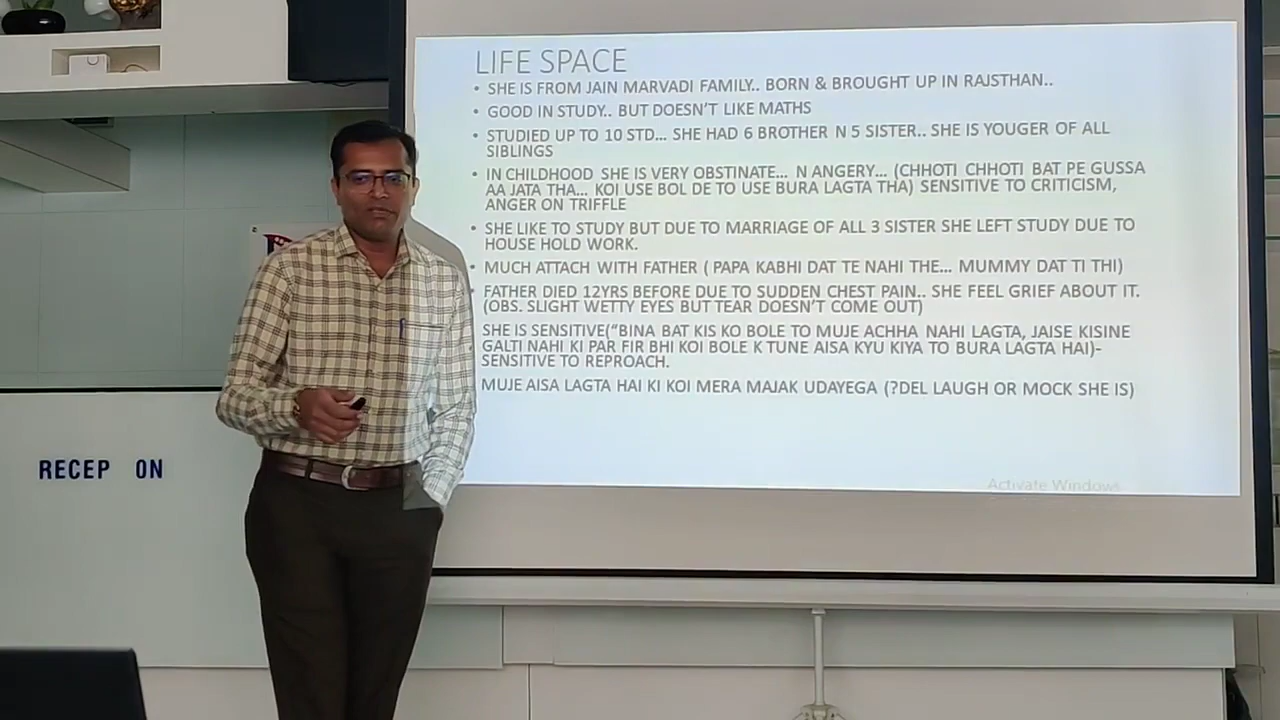 LIFE SPACE
• SHE IS FROM JAIN MARVADI FAMILY.. BORN & BROUGHT UP IN RAJSTHAN..
• GOOD IN STUDY.. BUT DOESN'T LIKE MATHS
• STUDIED UP TO 10 STD... SHE HAD 6 BROTHER N 5 SISTER.. SHE IS YOUGER OF ALL
SIBLINGS
• IN CHILDHOOD SHE IS VERY OBSTINATE... N ANGERY... (CHHOTI CHHOTI BAT PE GUSSA
AA JATA THA... KOI USE BOL DE TO USE BURA LAGTA THA) SENSITIVE TO CRITICISM,
ANGER ON TRIFFLE
• SHE LIKE TO STUDY BUT DUE TO MARRIAGE OF ALL 3 SISTER SHE LEFT STUDY DUE TO
HOUSE HOLD WORK.
• MUCH ATTACH WITH FATHER ( PAPA KABHI DAT TE NAHI THE... MUMMY DAT TI THI)
FATHER DIED 12YRS BEFORE DUE TO SUDDEN CHEST PAIN.. SHE FEEL GRIEF ABOUT IT.
(OBS. SLIGHT WETTY EYES BUT TEAR DOESN'T COME OUT)
SHE IS SENSITIVE("BINA BAT KIS KO BOLE TO MUJE ACHHA NAHI LAGTA, JAISE KISINE
GALTI NAHI KI PAR FIR BHI KOI BOLE K TUNE AISA KYU KIYA TO BURA LAGTA HAI)-
SENSITIVE TO REPROACH.
MUJE AISA LAGTA HAI KI KOI MERA MAJAK UDAYEGA (?DEL LAUGH OR MOCK SHE IS)
Activate Windows
RECEP ON